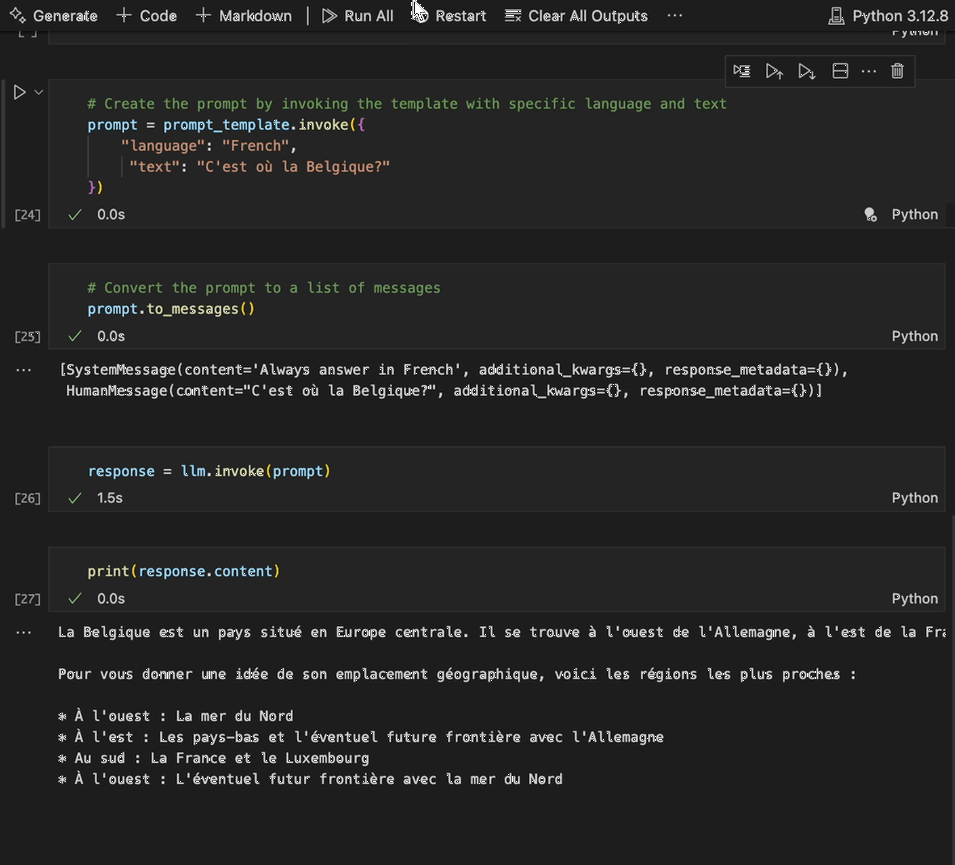 Generate + Code + Markdown Run All Restart Clear All Outputs ... Python 3.12.8
[ ] Python
# Create the prompt by invoking the template with specific language and text
prompt = prompt_template.invoke({
"language": "French",
"text": "C'est où la Belgique?"
})
[24] 0.0s Python
# Convert the prompt to a list of messages
prompt.to_messages()
[25] 0.0s Python
... [SystemMessage(content='Always answer in French', additional_kwargs={}, response_metadata={}),
HumanMessage(content="C'est où la Belgique?", additional_kwargs={}, response_metadata={})]
response = llm.invoke(prompt)
[26] 1.5s Python
print(response.content)
[27] 0.0s Python
... La Belgique est un pays situé en Europe centrale. Il se trouve à l'ouest de l'Allemagne, à l'est de la Fra
Pour vous donner une idée de son emplacement géographique, voici les régions les plus proches :
* À l'ouest : La mer du Nord
* À l'est : Les pays-bas et l'éventuel future frontière avec l'Allemagne
* Au sud : La France et le Luxembourg
* À l'ouest : L'éventuel futur frontière avec la mer du Nord